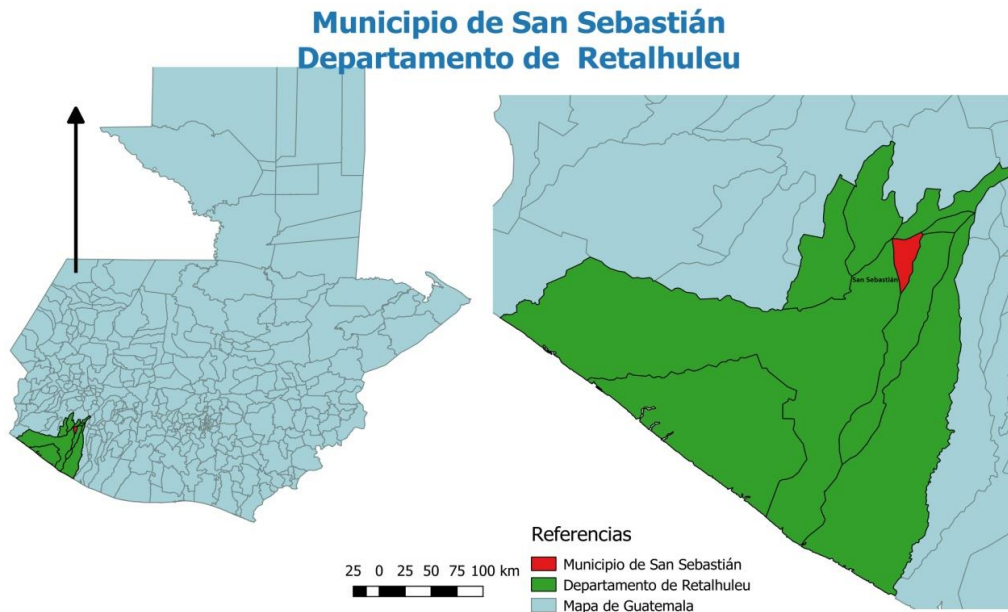 Municipio de San Sebastián
Departamento de Retalhuleu
San Sebastián
Referencias
Municipio de San Sebastián
Departamento de Retalhuleu
Mapa de Guatemala
25 0 25 50 75 100 km